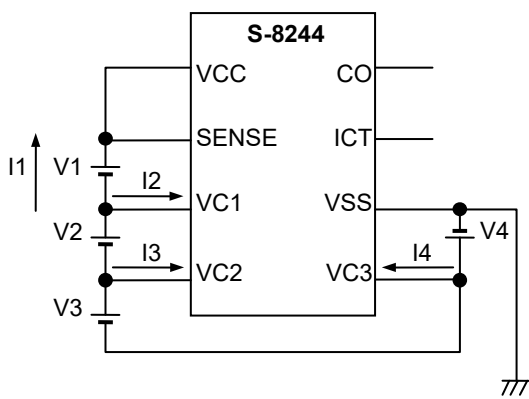 S-8244
VCC
CO
SENSE
ICT
I1
V1
I2
VC1
VSS
V2
V4
I3
VC2
VC3
I4
V3